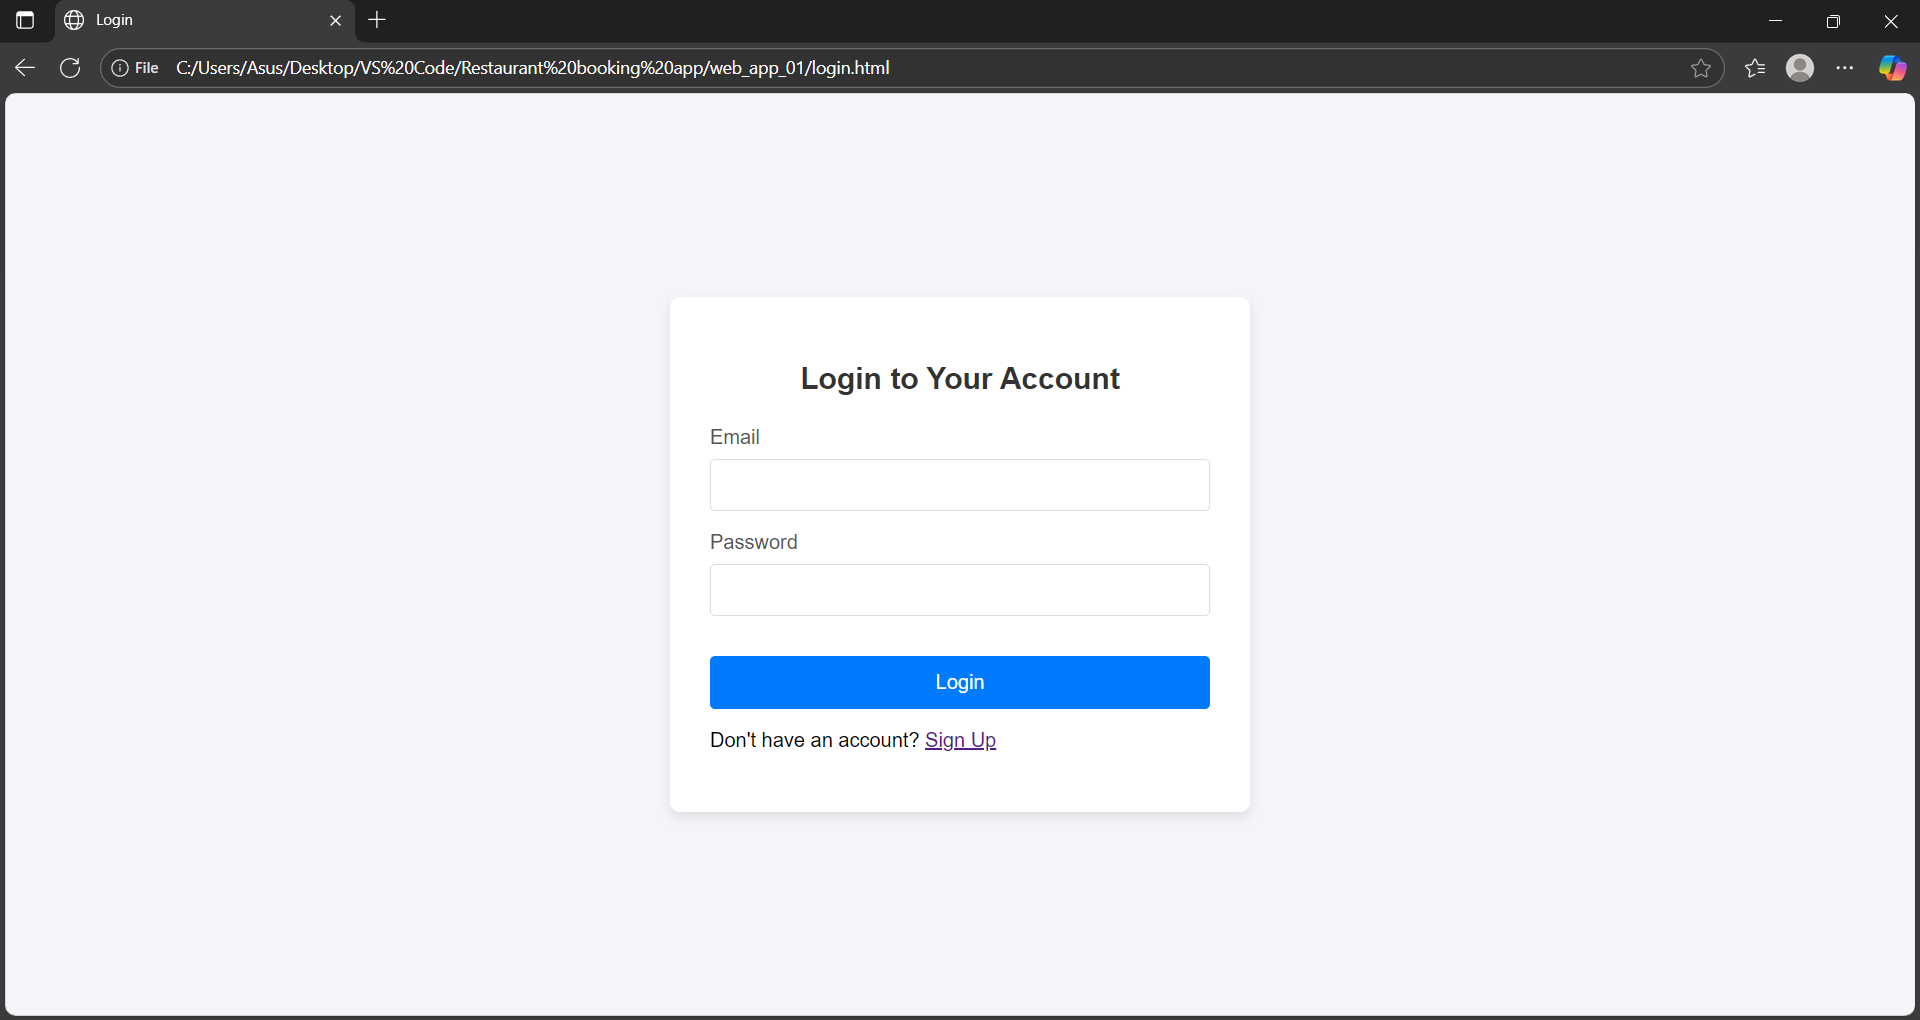 Login
File C:/Users/Asus/Desktop/VS%20Code/Restaurant%20booking%20app/web_app_01/login.html
Login to Your Account
Email
Password
Login
Don't have an account? Sign Up